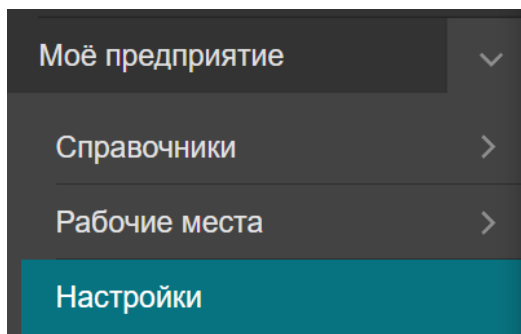 Моё предприятие
Справочники
Рабочие места
Настройки